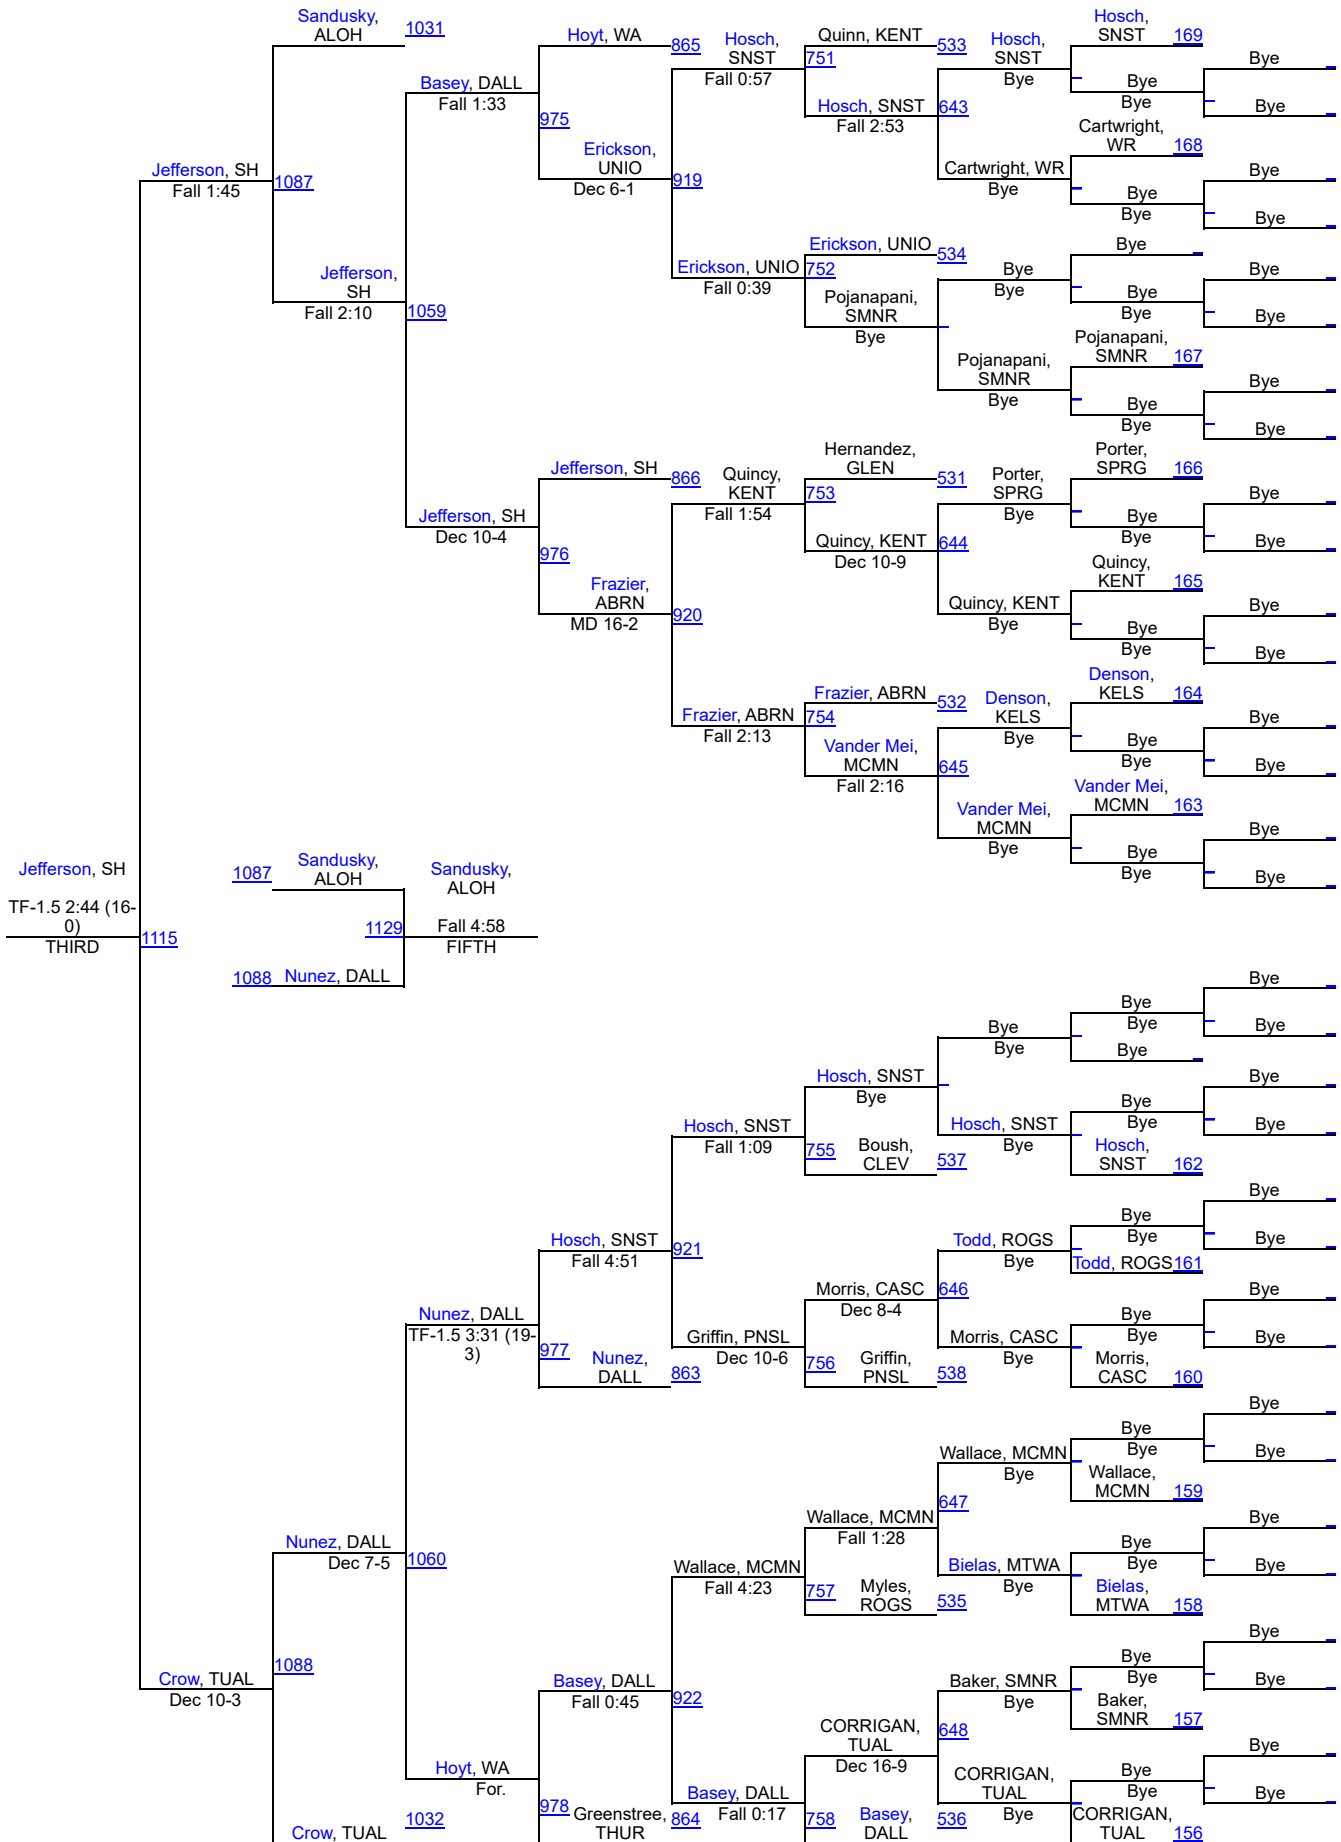 Sandusky,
ALOH
1031
Hoyt, WA
865
Hosch,
SNST
Fall 0:57
Quinn, KENT
533
751
Hosch,
SNST
Bye
Hosch,
SNST
169
Bye
Bye
Bye
Bye
Basey, DALL
Fall 1:33
Hosch, SNST
Fall 2:53
643
975
Erickson,
UNIO
Dec 6-1
Cartwright,
WR
168
Jefferson, SH
Fall 1:45
1087
919
Cartwright, WR
Bye
Bye
Bye
Bye
Bye
Jefferson,
SH
Fall 2:10
1059
Erickson, UNIO
Fall 0:39
Erickson, UNIO
534
752
Pojanapani,
SMNR
Bye
Bye
Bye
Bye
Bye
Bye
Bye
Bye
Pojanapani,
SMNR
Bye
Pojanapani,
SMNR
167
Bye
Bye
Bye
Bye
Jefferson, SH
866
Quincy,
KENT
Fall 1:54
Hernandez,
GLEN
531
753
Porter,
SPRG
Bye
Porter,
SPRG
166
Bye
Bye
Bye
Bye
Jefferson, SH
Dec 10-4
976
Quincy, KENT
Dec 10-9
644
Quincy,
KENT
165
Frazier,
ABRN
MD 16-2
920
Quincy, KENT
Bye
Bye
Bye
Bye
Bye
Frazier, ABRN
Fall 2:13
Frazier, ABRN
532
754
Denson,
KELS
Bye
Denson,
KELS
164
Bye
Bye
Bye
Bye
Vander Mei,
MCMN
Fall 2:16
645
Vander Mei,
MCMN
Bye
Vander Mei,
MCMN
163
Bye
Bye
Bye
Bye
Jefferson, SH
TF-1.5 2:44 (16-
0)
THIRD
1115
1087
Sandusky,
ALOH
1129
Sandusky,
ALOH
Fall 4:58
FIFTH
1088
Nunez, DALL
Bye
Bye
Bye
Bye
Bye
Bye
Bye
Hosch, SNST
Bye
Hosch, SNST
Fall 1:09
755
Boush,
CLEV
537
Hosch, SNST
Bye
Bye
Bye
Bye
Bye
Hosch,
SNST
162
Hosch, SNST
Fall 4:51
921
Todd, ROGS
Bye
Bye
Bye
Bye
Bye
Todd, ROGS
161
Morris, CASC
Dec 8-4
646
Nunez, DALL
TF-1.5 3:31 (19-
3)
977
Nunez,
DALL
863
Griffin, PNSL
Dec 10-6
756
Griffin,
PNSL
538
Morris, CASC
Bye
Bye
Bye
Bye
Bye
Morris,
CASC
160
Wallace, MCMN
Bye
Bye
Bye
Bye
Bye
Wallace,
MCMN
159
647
Wallace, MCMN
Fall 1:28
Nunez, DALL
Dec 7-5
1060
Wallace, MCMN
Fall 4:23
757
Myles,
ROGS
535
Bielas, MTWA
Bye
Bye
Bye
Bye
Bye
Bielas,
MTWA
158
1088
Crow, TUAL
Dec 10-3
Basey, DALL
Fall 0:45
922
Baker, SMNR
Bye
Bye
Bye
Bye
Bye
Baker,
SMNR
157
CORRIGAN,
TUAL
Dec 16-9
648
Hoyt, WA
For.
978
Greenstree,
THUR
864
Basey, DALL
Fall 0:17
758
Basey,
DALL
536
CORRIGAN,
TUAL
Bye
Bye
Bye
Bye
Bye
CORRIGAN,
TUAL
156
Crow, TUAL
1032